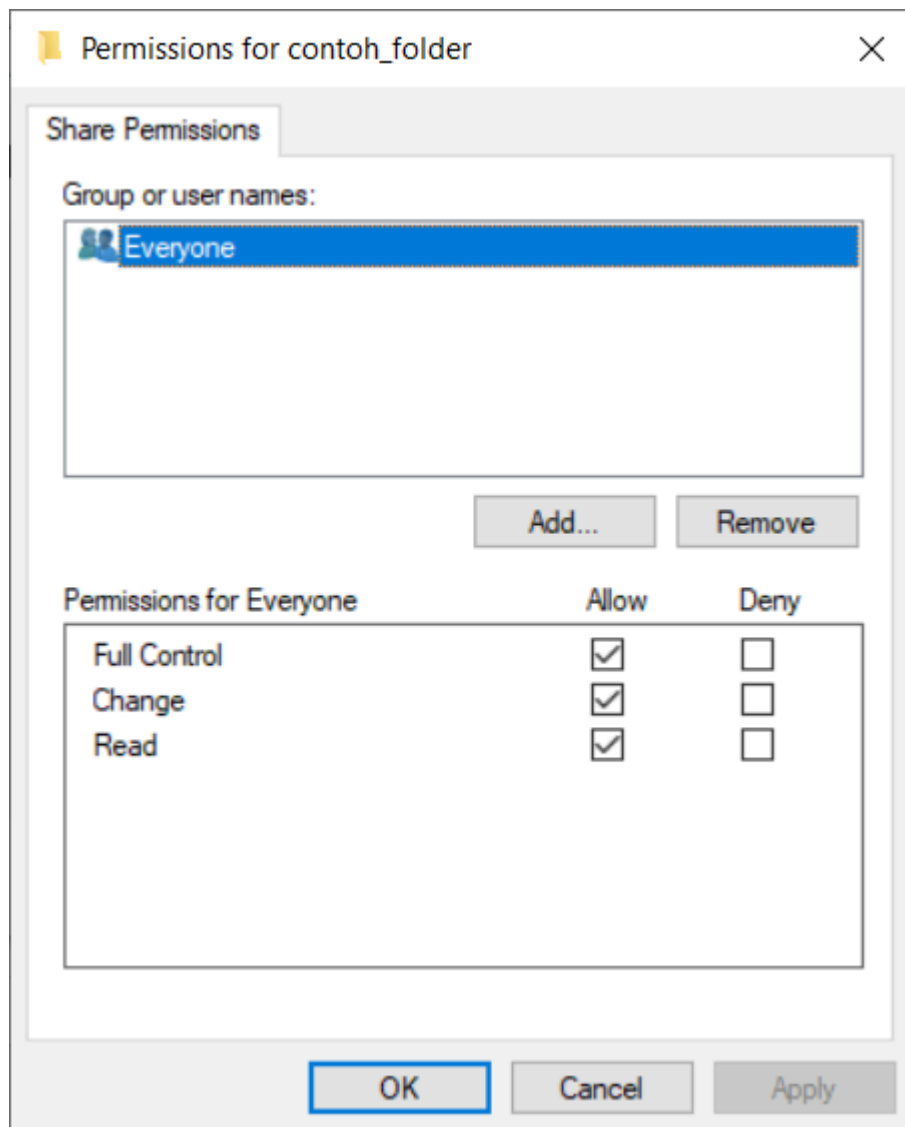 Permissions for contoh_folder
Share Permissions
Group or user names:
Everyone
Add... Remove
Permissions for Everyone Allow Deny
Full Control
Change
Read
OK Cancel Apply